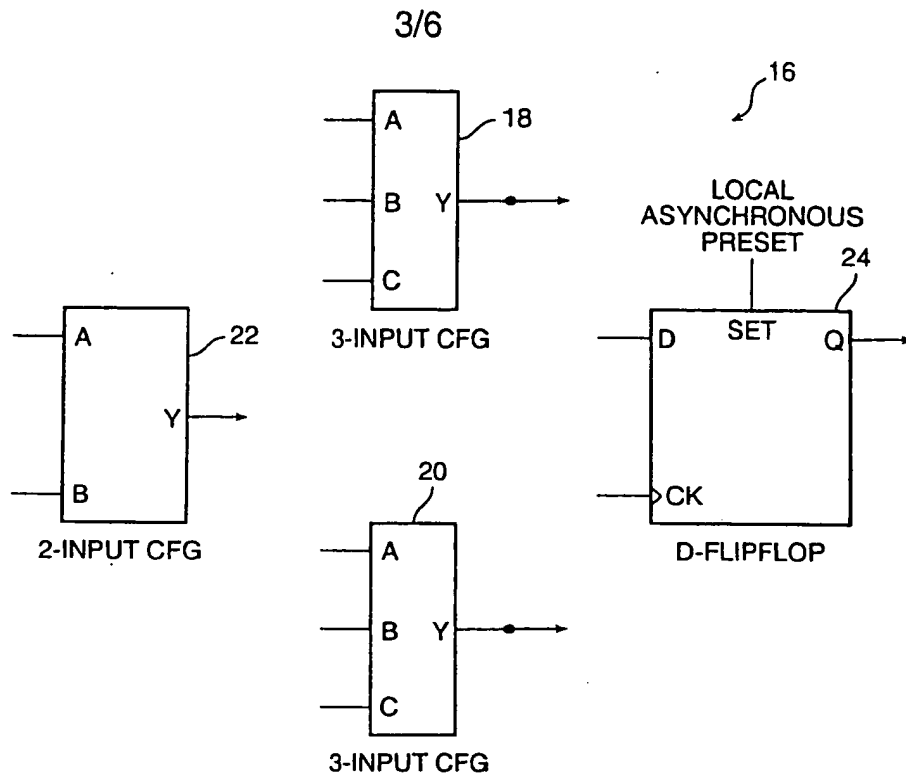 3/6
16
A
18
B
Y
C
3-INPUT CFG
LOCAL
ASYNCHRONOUS
PRESET
24
D
SET
Q
CK
D-FLIPFLOP
A
22
Y
B
2-INPUT CFG
20
A
B
Y
C
3-INPUT CFG